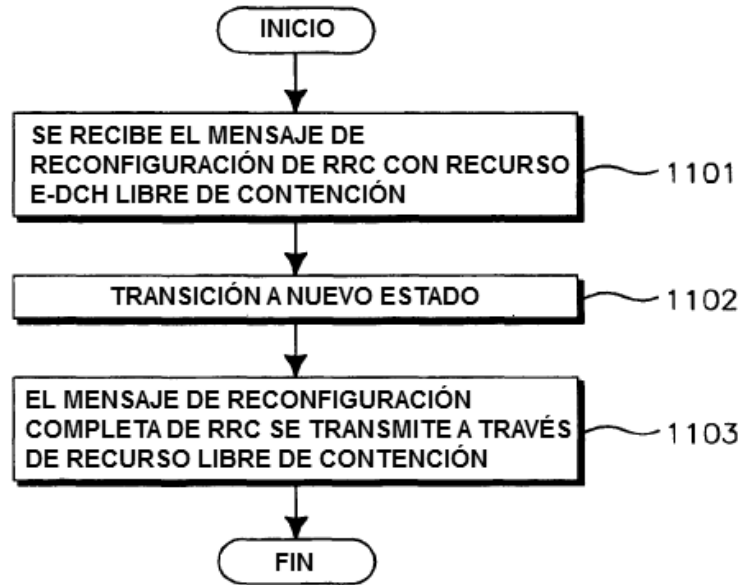 INICIO
SE RECIBE EL MENSAJE DE
RECONFIGURACIÓN DE RRC CON RECURSO
E-DCH LIBRE DE CONTENCIÓN
1101
TRANSICIÓN A NUEVO ESTADO
1102
EL MENSAJE DE RECONFIGURACIÓN
COMPLETA DE RRC SE TRANSMITE A TRAVÉS
DE RECURSO LIBRE DE CONTENCIÓN
1103
FIN